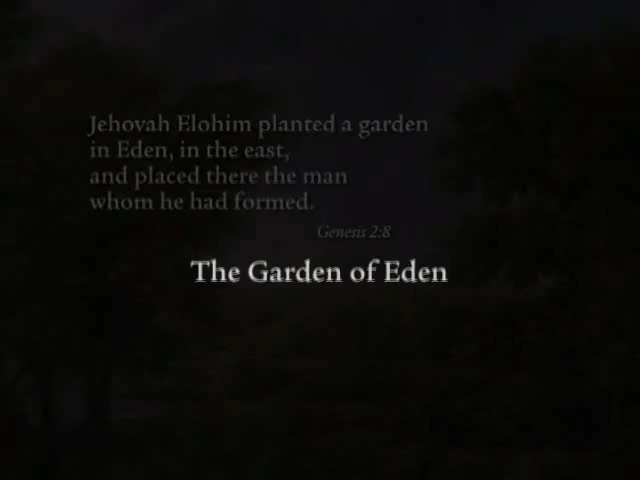 Jehovah Elohim planted a garden
in Eden, in the east,
and placed there the man
whom he had formed.
Genesis 2:8
The Garden of Eden